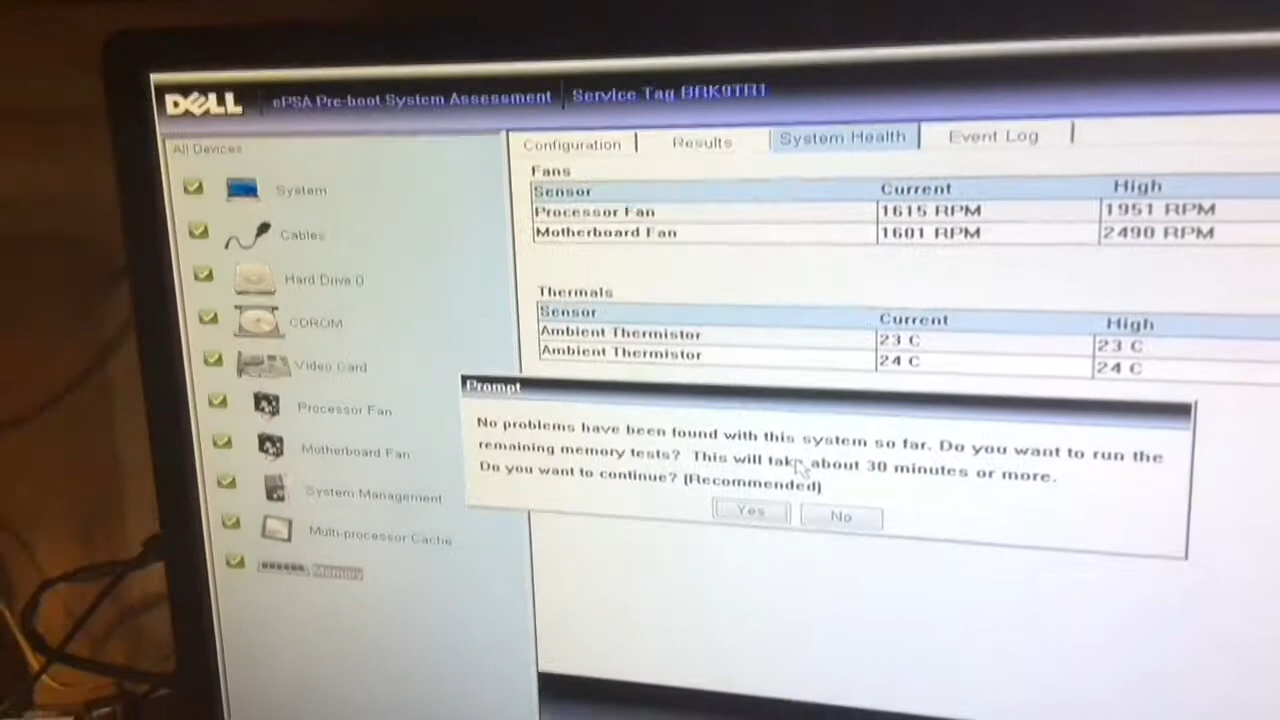 DELL ePSA Pre-boot System Assessment Service Tag BRK9TR1
All Devices
System
Cables
Hard Drive 0
CDROM
Video Card
Processor Fan
Motherboard Fan
System Management
Multi-processor Cache
Memory
Configuration Results System Health Event Log
Fans
Sensor Current High
Processor Fan 1615 RPM 1951 RPM
Motherboard Fan 1601 RPM 2490 RPM
Thermals
Sensor Current High
Ambient Thermistor 23 C 23 C
Ambient Thermistor 24 C 24 C
Prompt
No problems have been found with this system so far. Do you want to run the
remaining memory tests? This will take about 30 minutes or more.
Do you want to continue? (Recommended)
Yes No